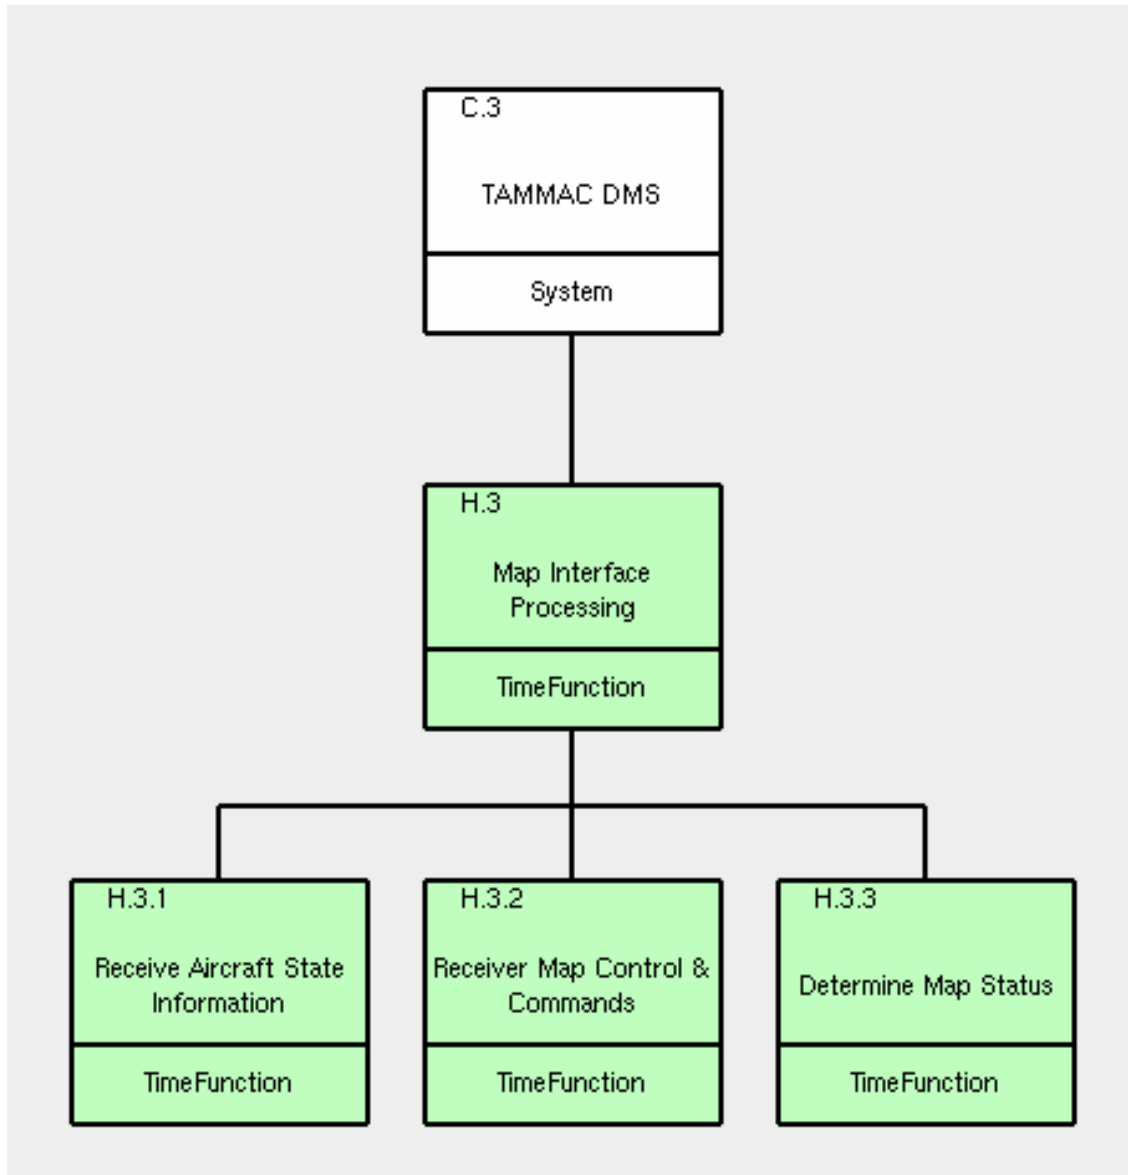 C.3
TAMMAC DMS
System
H.3
Map Interface
Processing
TimeFunction
H.3.1
Receive Aircraft State
Information
TimeFunction
H.3.2
Receiver Map Control &
Commands
TimeFunction
H.3.3
Determine Map Status
TimeFunction